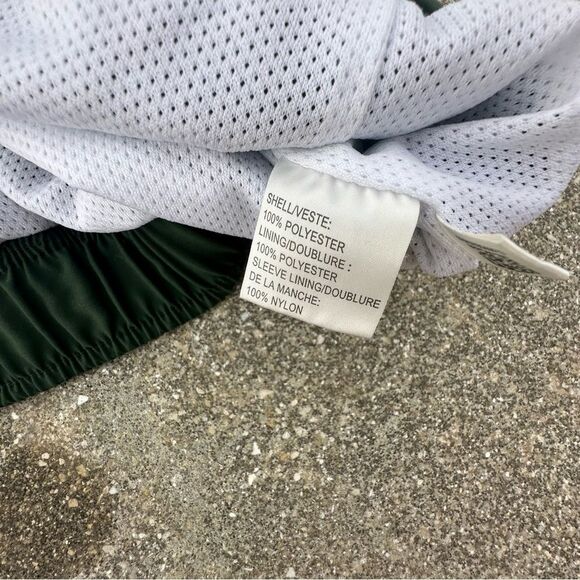 SHELL/VESTE:
100% POLYESTER
LINING/DOUBLURE :
100% POLYESTER
SLEEVE LINING/DOUBLURE
DE LA MANCHE:
100% NYLON